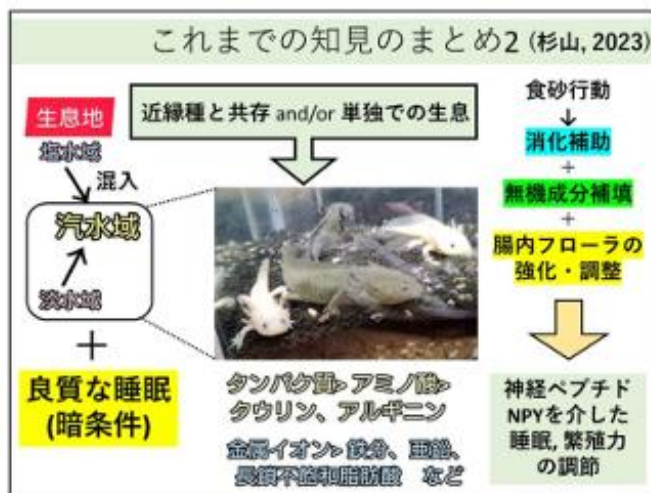 これまでの知見のまとめ2 (杉山, 2023)
生息地
塩水域
混入
汽水域
淡水域
+
良質な睡眠
(暗条件)
近縁種と共存 and/or 単独での生息
タンパク質> アミノ酸>
タウリン、アルギニン
金属イオン> 鉄分、亜鉛、
長鎖不飽和脂肪酸 など
食砂行動
↓
消化補助
+
無機成分補填
+
腸内フローラの
強化・調整
神経ペプチド
NPYを介した
睡眠, 繁殖力
の調節